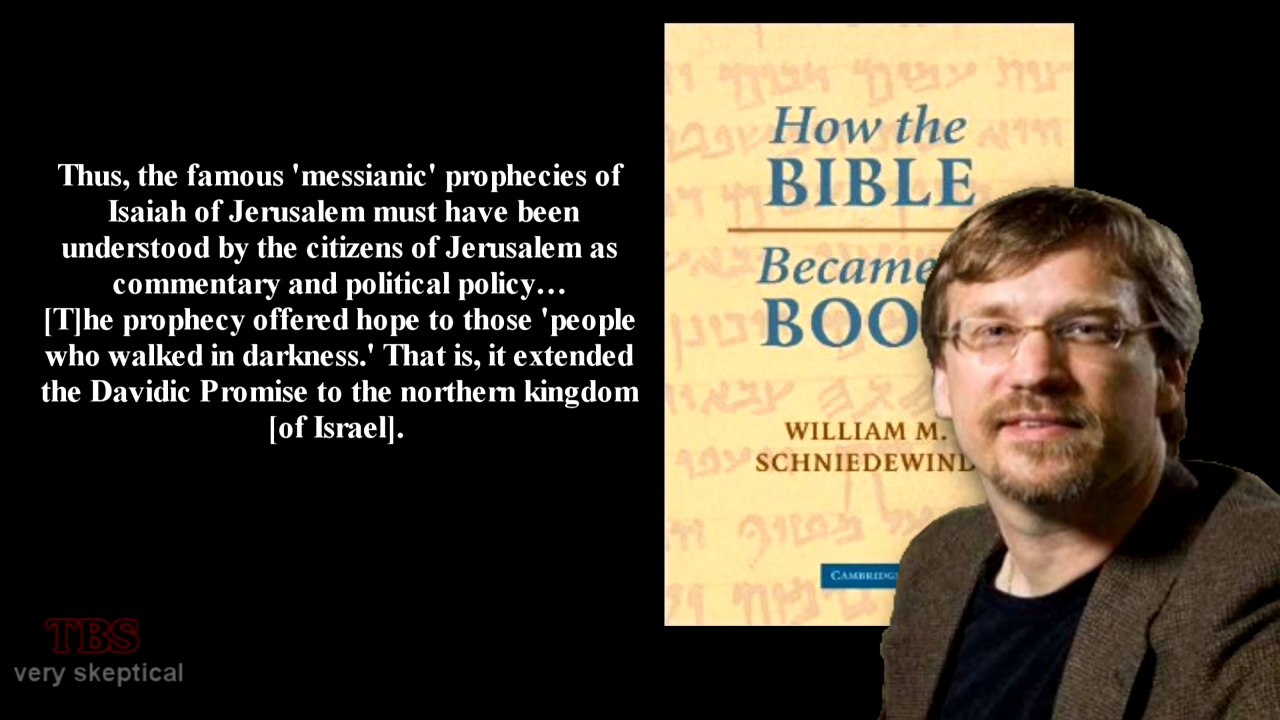 Thus, the famous 'messianic' prophecies of
Isaiah of Jerusalem must have been
understood by the citizens of Jerusalem as
commentary and political policy…
[T]he prophecy offered hope to those 'people
who walked in darkness.' That is, it extended
the Davidic Promise to the northern kingdom
[of Israel].
How the
BIBLE
Became
BOO
WILLIAM M.
SCHNIEDEWIND
CAMBRIDGE
TBS
very skeptical